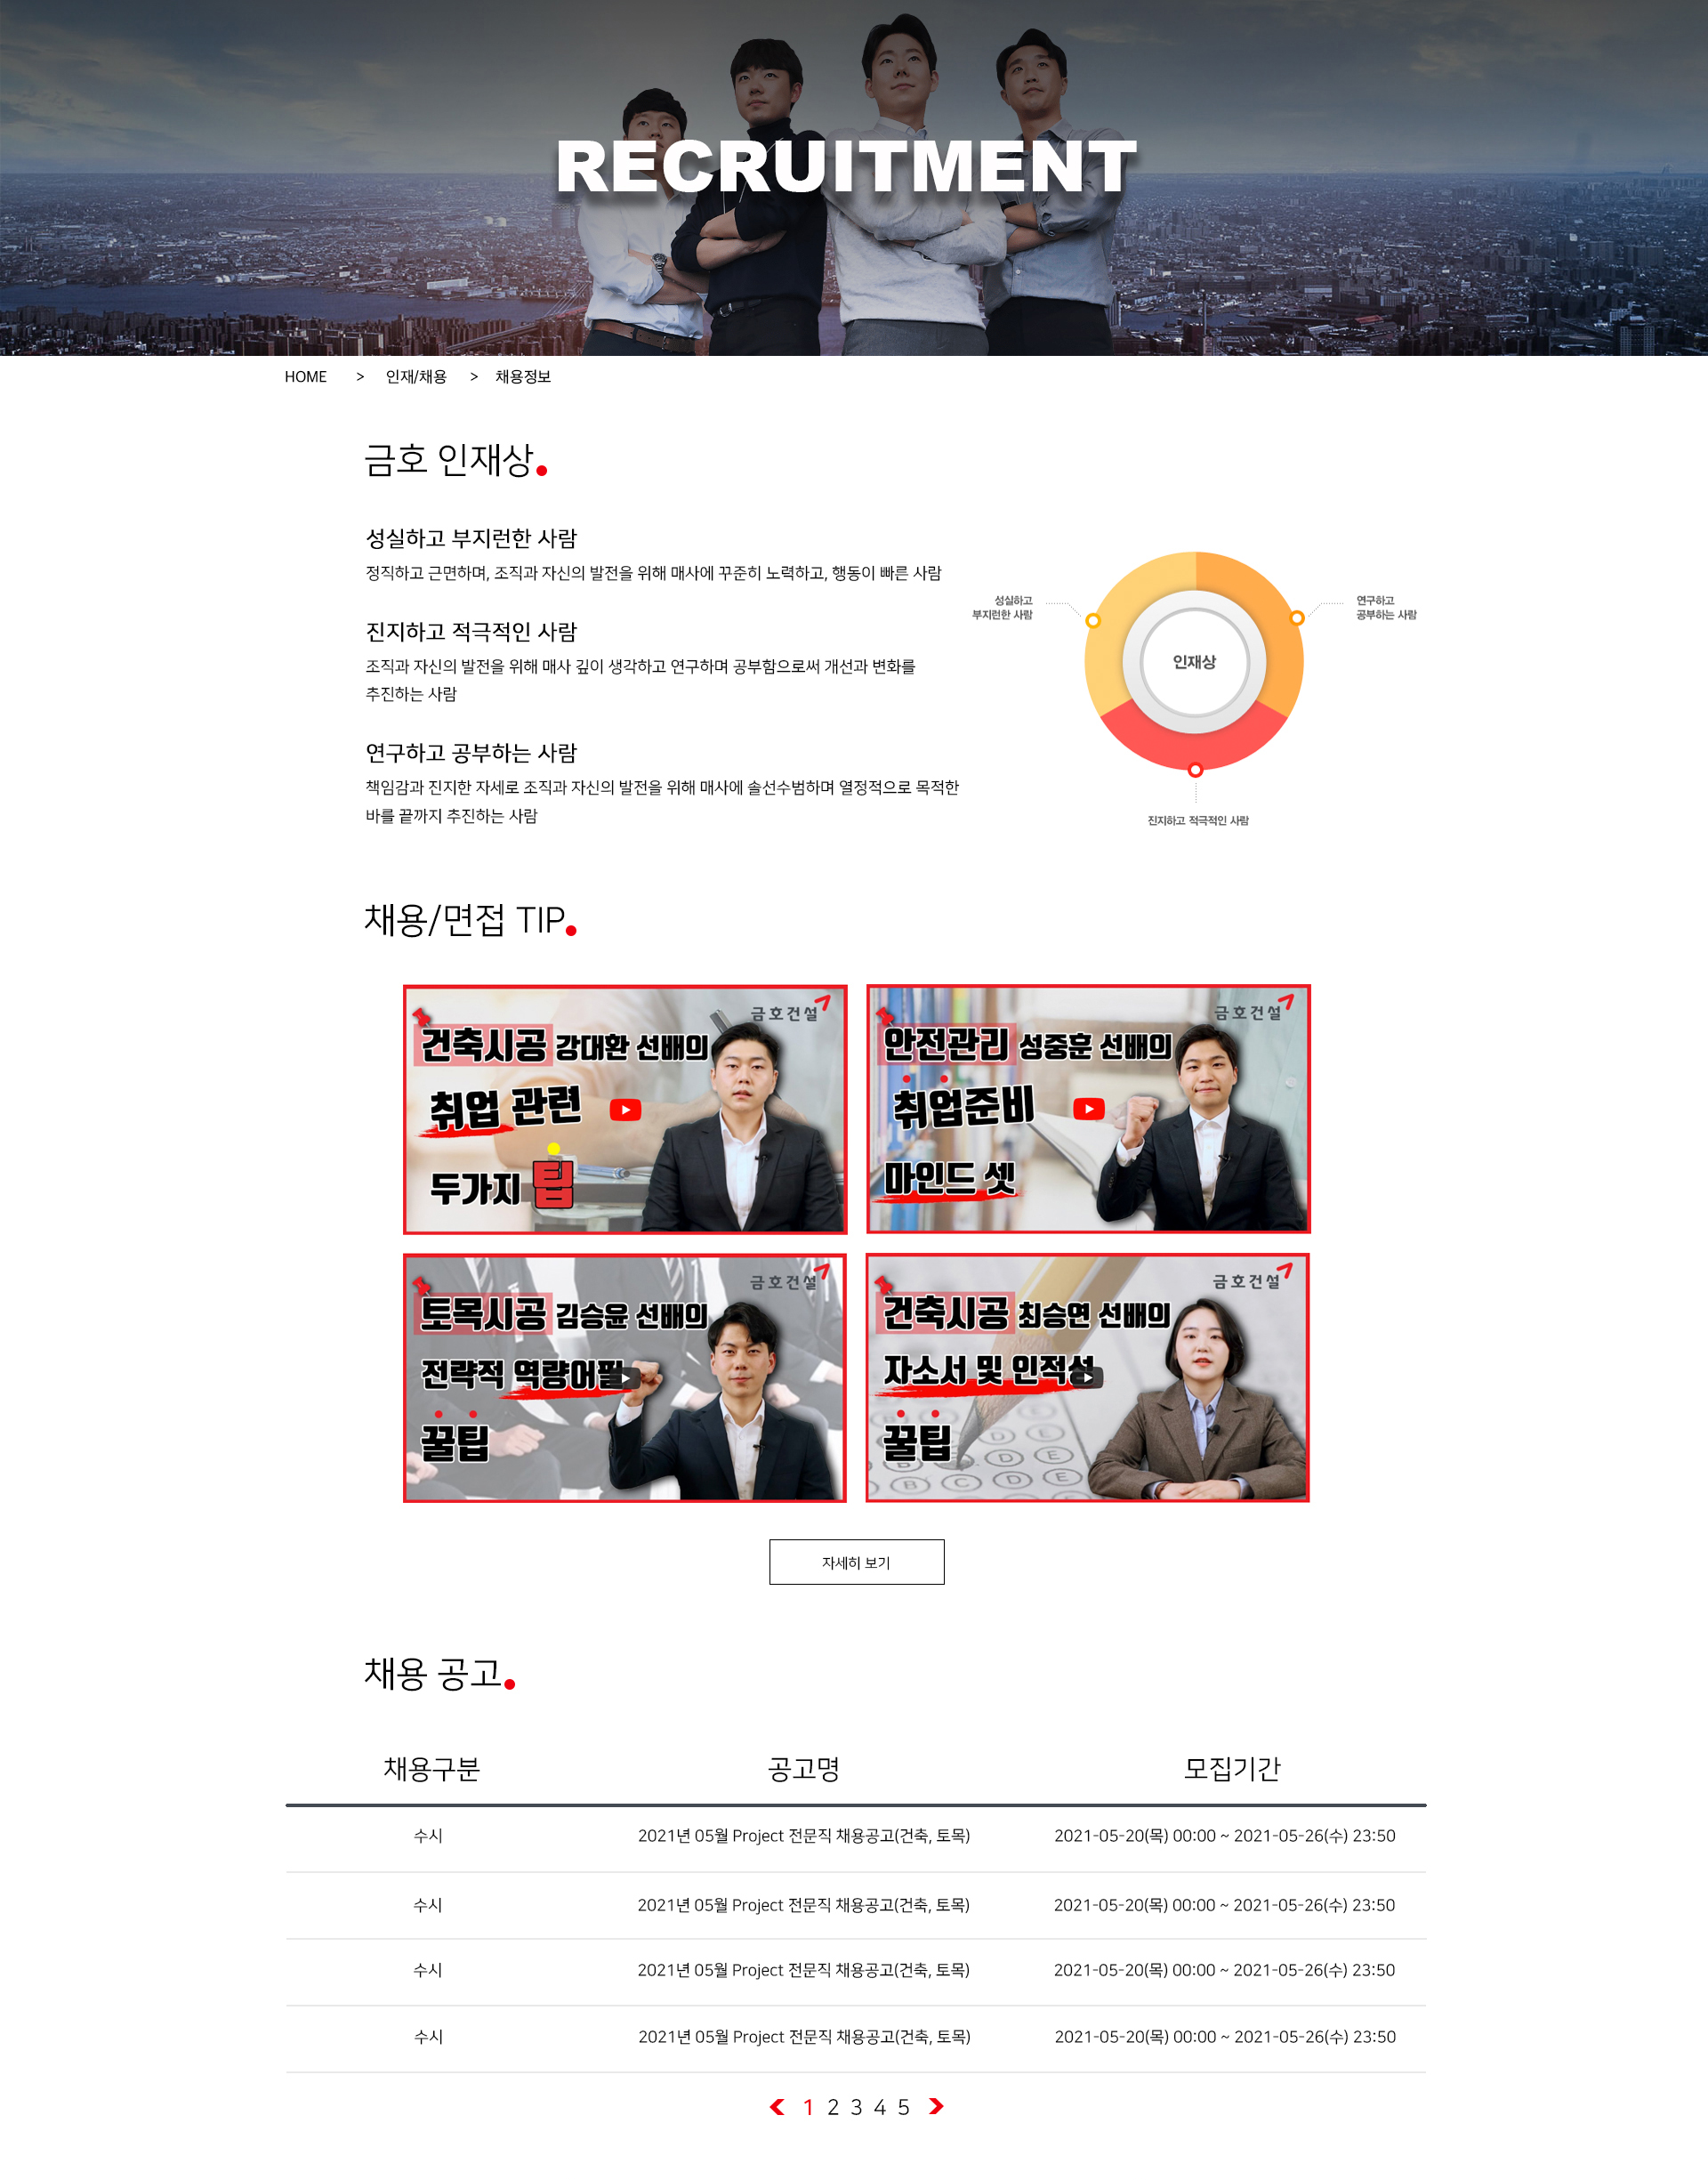 RECRUITMENT
HOME > 인재/채용 > 채용정보
금호 인재상.
성실하고 부지런한 사람
정직하고 근면하며, 조직과 자신의 발전을 위해 매사에 꾸준히 노력하고, 행동이 빠른 사람
진지하고 적극적인 사람
조직과 자신의 발전을 위해 매사 깊이 생각하고 연구하며 공부함으로써 개선과 변화를
추진하는 사람
연구하고 공부하는 사람
책임감과 진지한 자세로 조직과 자신의 발전을 위해 매사에 솔선수범하며 열정적으로 목적한
바를 끝까지 추진하는 사람
성실하고
부지런한 사람
연구하고
공부하는 사람
인재상
진지하고 적극적인 사람
채용/면접 TIP.
금호건설
건축시공 강대환 선배의
취업 관련
두가지 팁
금호건설
안전관리 성중훈 선배의
취업준비
마인드 셋
금호건설
토목시공 김승윤 선배의
전략적 역량어필
꿀팁
금호건설
건축시공 최승연 선배의
자소서 및 인적성
꿀팁
B C D E
자세히 보기
채용 공고.
채용구분 공고명 모집기간
수시 2021년 05월 Project 전문직 채용공고(건축, 토목) 2021-05-20(목) 00:00 ~ 2021-05-26(수) 23:50
수시 2021년 05월 Project 전문직 채용공고(건축, 토목) 2021-05-20(목) 00:00 ~ 2021-05-26(수) 23:50
수시 2021년 05월 Project 전문직 채용공고(건축, 토목) 2021-05-20(목) 00:00 ~ 2021-05-26(수) 23:50
수시 2021년 05월 Project 전문직 채용공고(건축, 토목) 2021-05-20(목) 00:00 ~ 2021-05-26(수) 23:50
1 2 3 4 5